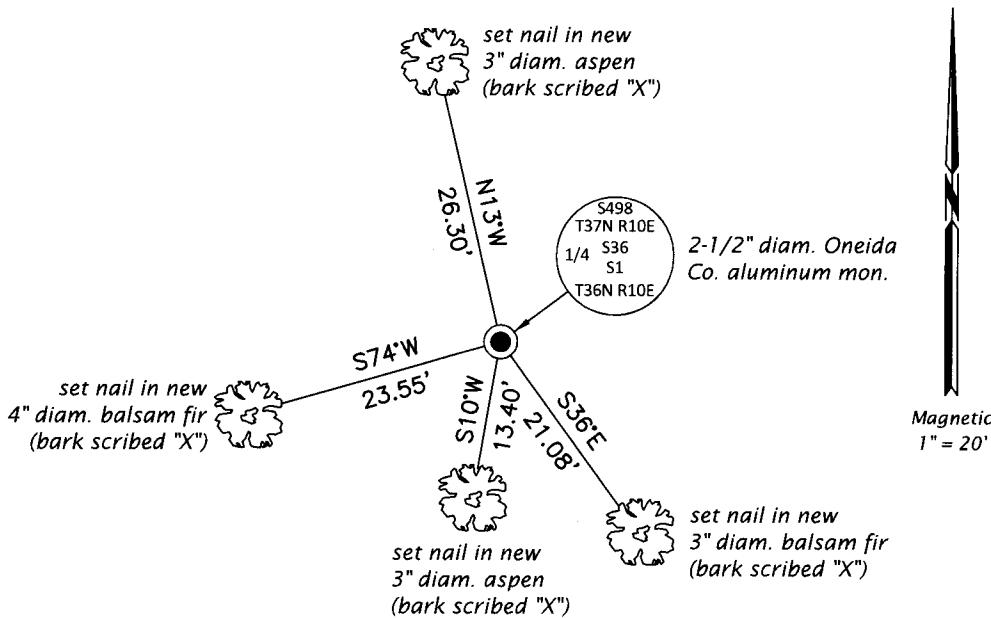 set nail in new
3" diam. aspen
(bark scribed "X")
N13°W
26.30'
S498
T37N R10E
1/4 S36
S1
T36N R10E
2-1/2" diam. Oneida
Co. aluminum mon.
N
Magnetic
1" = 20'
S74°W
23.55'
set nail in new
4" diam. balsam fir
(bark scribed "X")
S10°W
13.40'
S36°E
21.08'
set nail in new
3" diam. aspen
(bark scribed "X")
set nail in new
3" diam. balsam fir
(bark scribed "X")